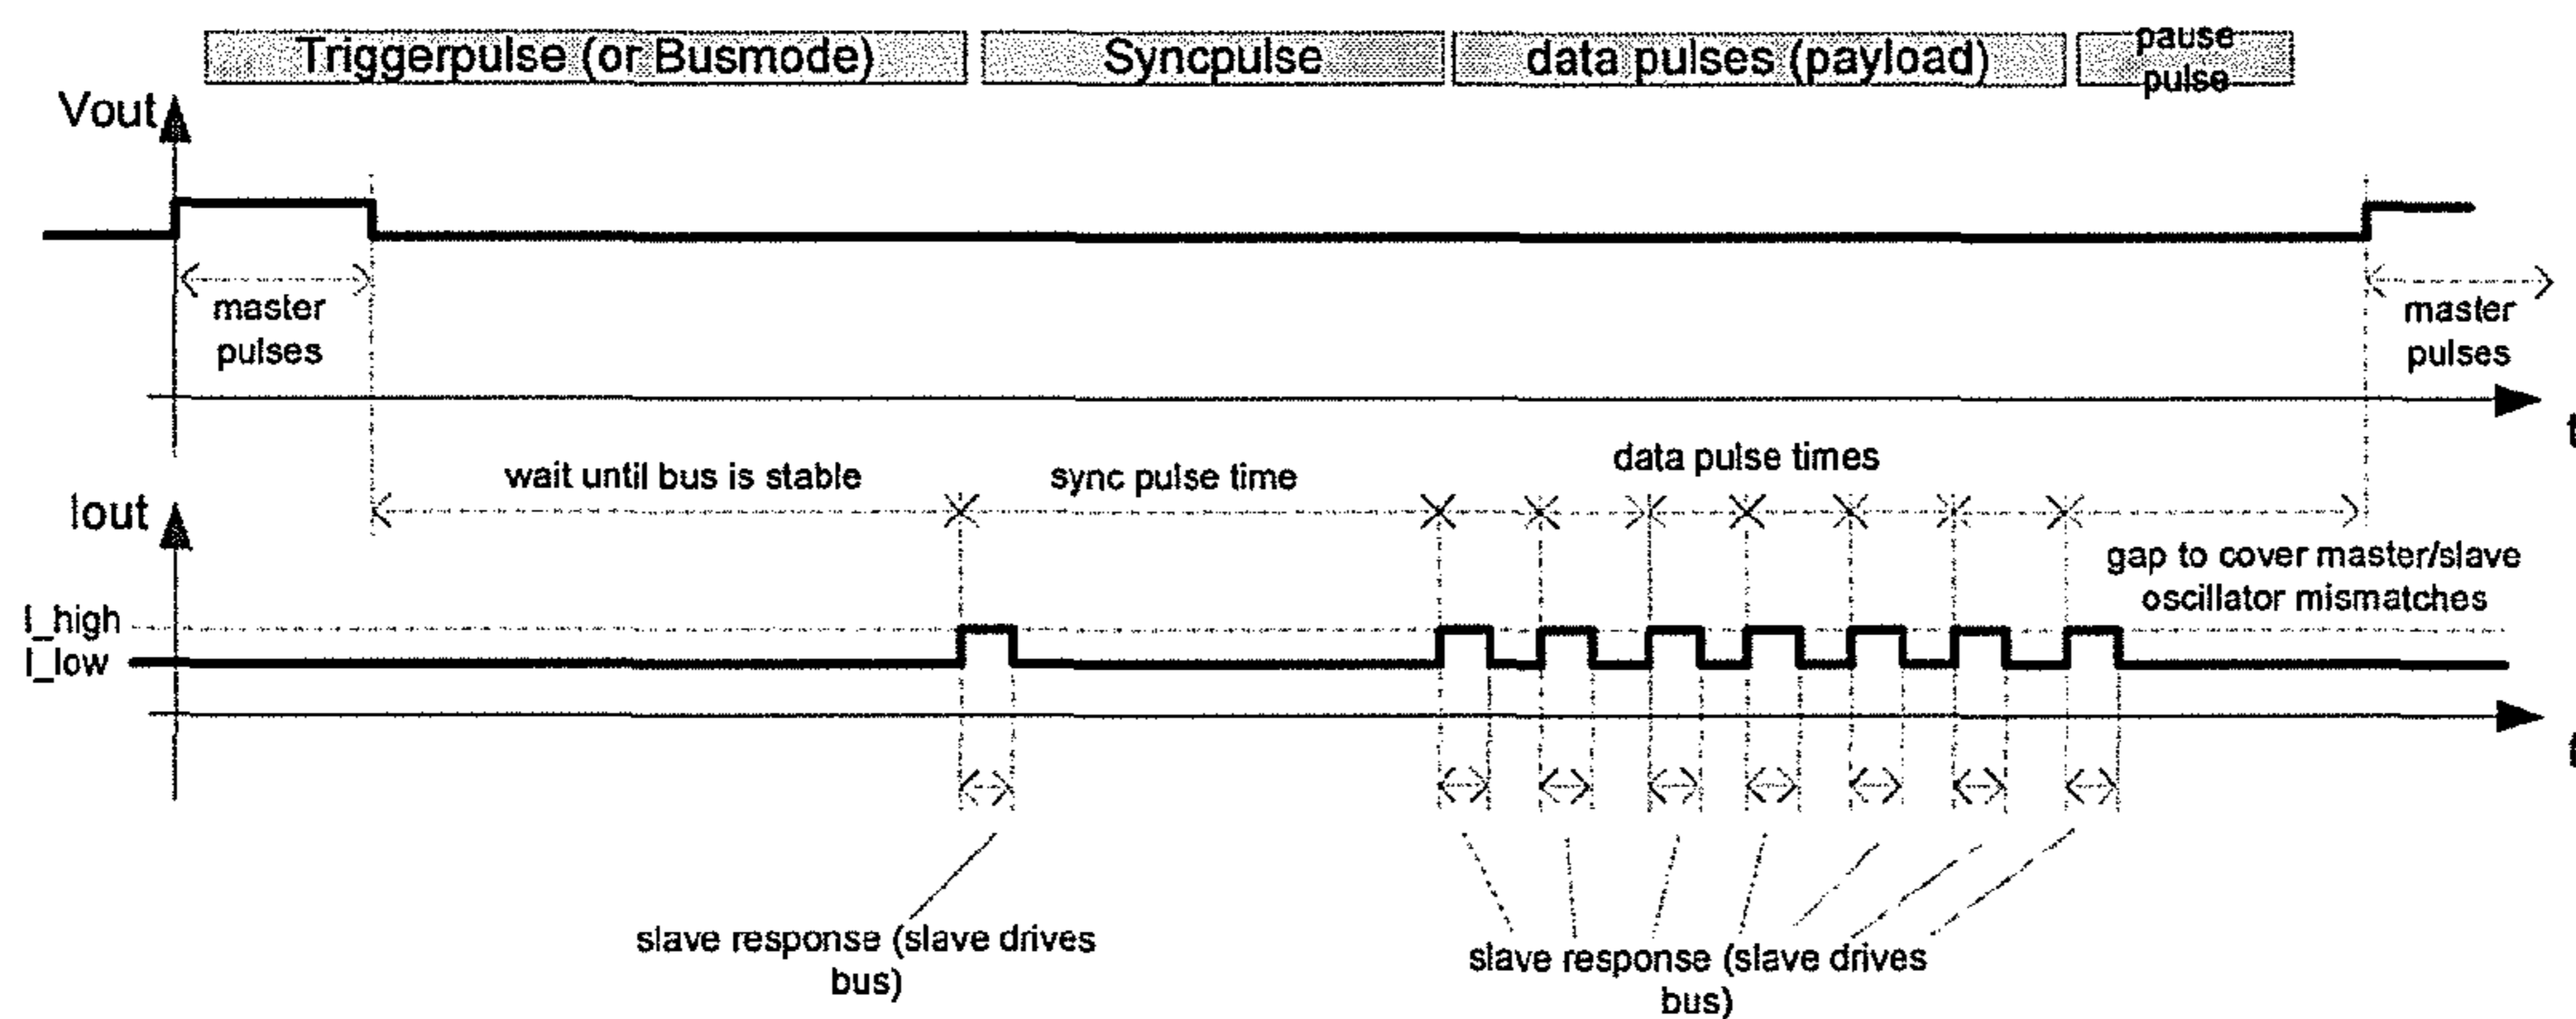 Triggerpulse (or Busmode)
Syncpulse
data pulses (payload)
pause
pulse
Vout
master
pulses
master
pulses
t
wait until bus is stable
sync pulse time
data pulse times
Iout
gap to cover master/slave
oscillator mismatches
I_high
I_low
t
slave response (slave drives
bus)
slave response (slave drives
bus)